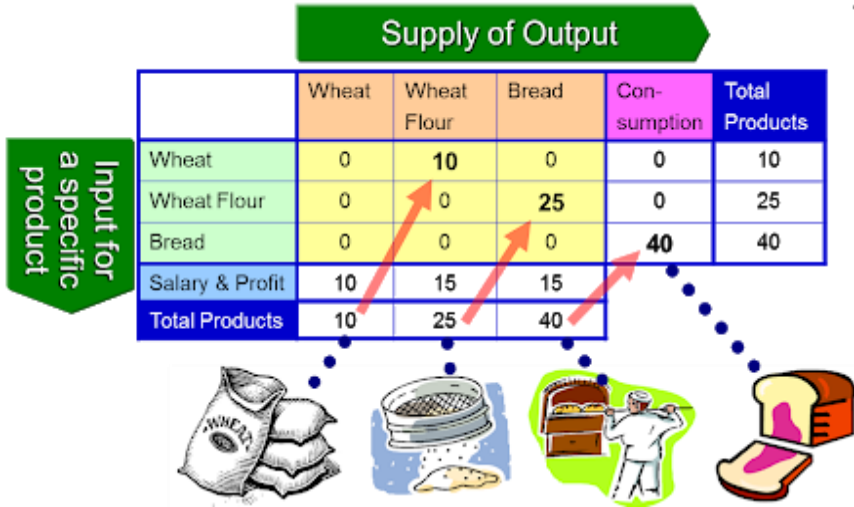 Supply of Output
Wheat Wheat Flour Bread Con-sumption Total Products
Input for a specific product
Wheat 0 10 0 0 10
Wheat Flour 0 0 25 0 25
Bread 0 0 0 40 40
Salary & Profit 10 15 15
Total Products 10 25 40
WHEAT